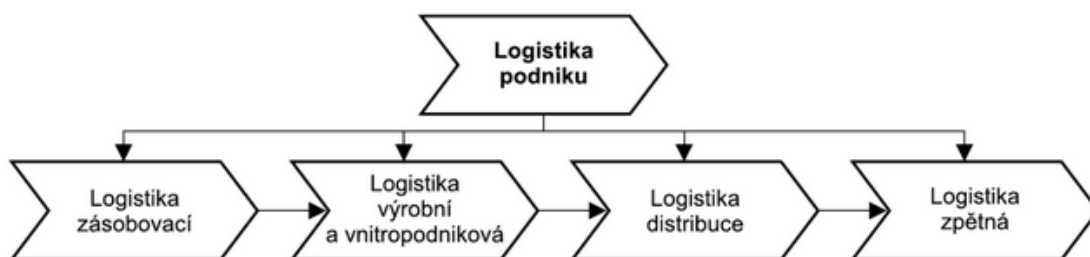 Logistika
podniku
Logistika
zásobovací
Logistika
výrobní
a vnitropodniková
Logistika
distribuce
Logistika
zpětná